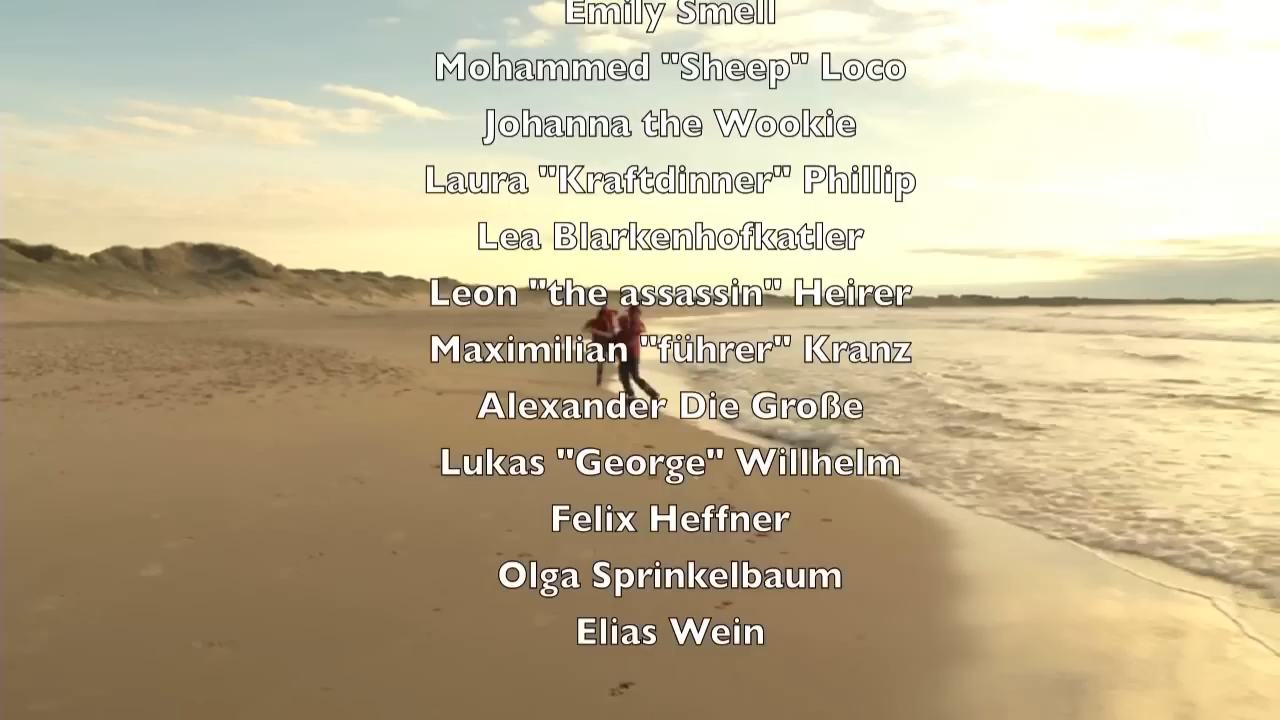 Emily Smell
Mohammed "Sheep" Loco
Johanna the Wookie
Laura "Kraftdinner" Phillip
Lea Blarkenhofkatler
Leon "the assassin" Heirer
Maximilian "führer" Kranz
Alexander Die Große
Lukas "George" Willhelm
Felix Heffner
Olga Sprinkelbaum
Elias Wein